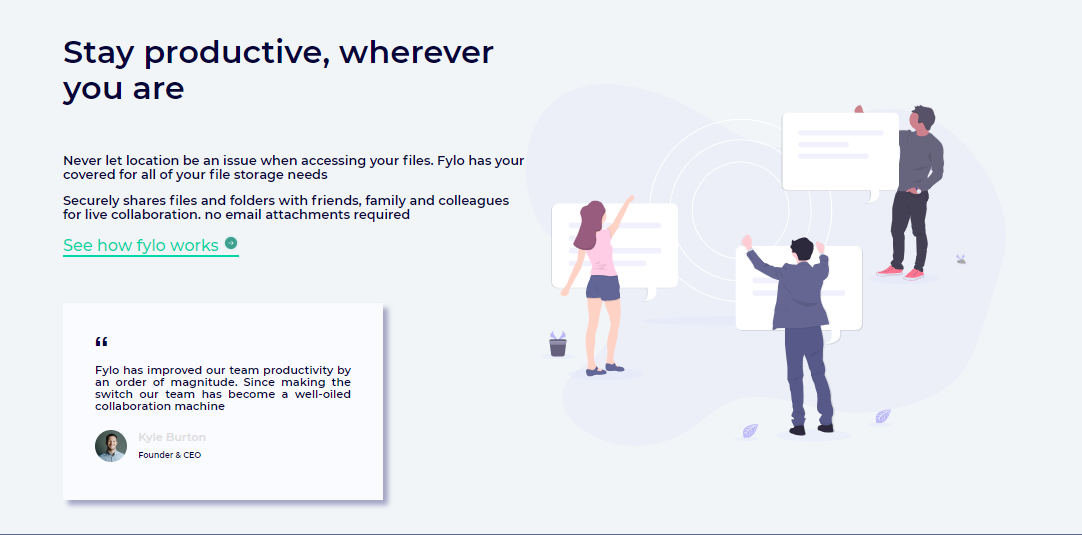 Stay productive, wherever
you are
Never let location be an issue when accessing your files. Fylo has your
covered for all of your file storage needs
Securely shares files and folders with friends, family and colleagues
for live collaboration. no email attachments required
See how fylo works
“
Fylo has improved our team productivity by
an order of magnitude. Since making the
switch our team has become a well-oiled
collaboration machine
Kyle Burton
Founder & CEO